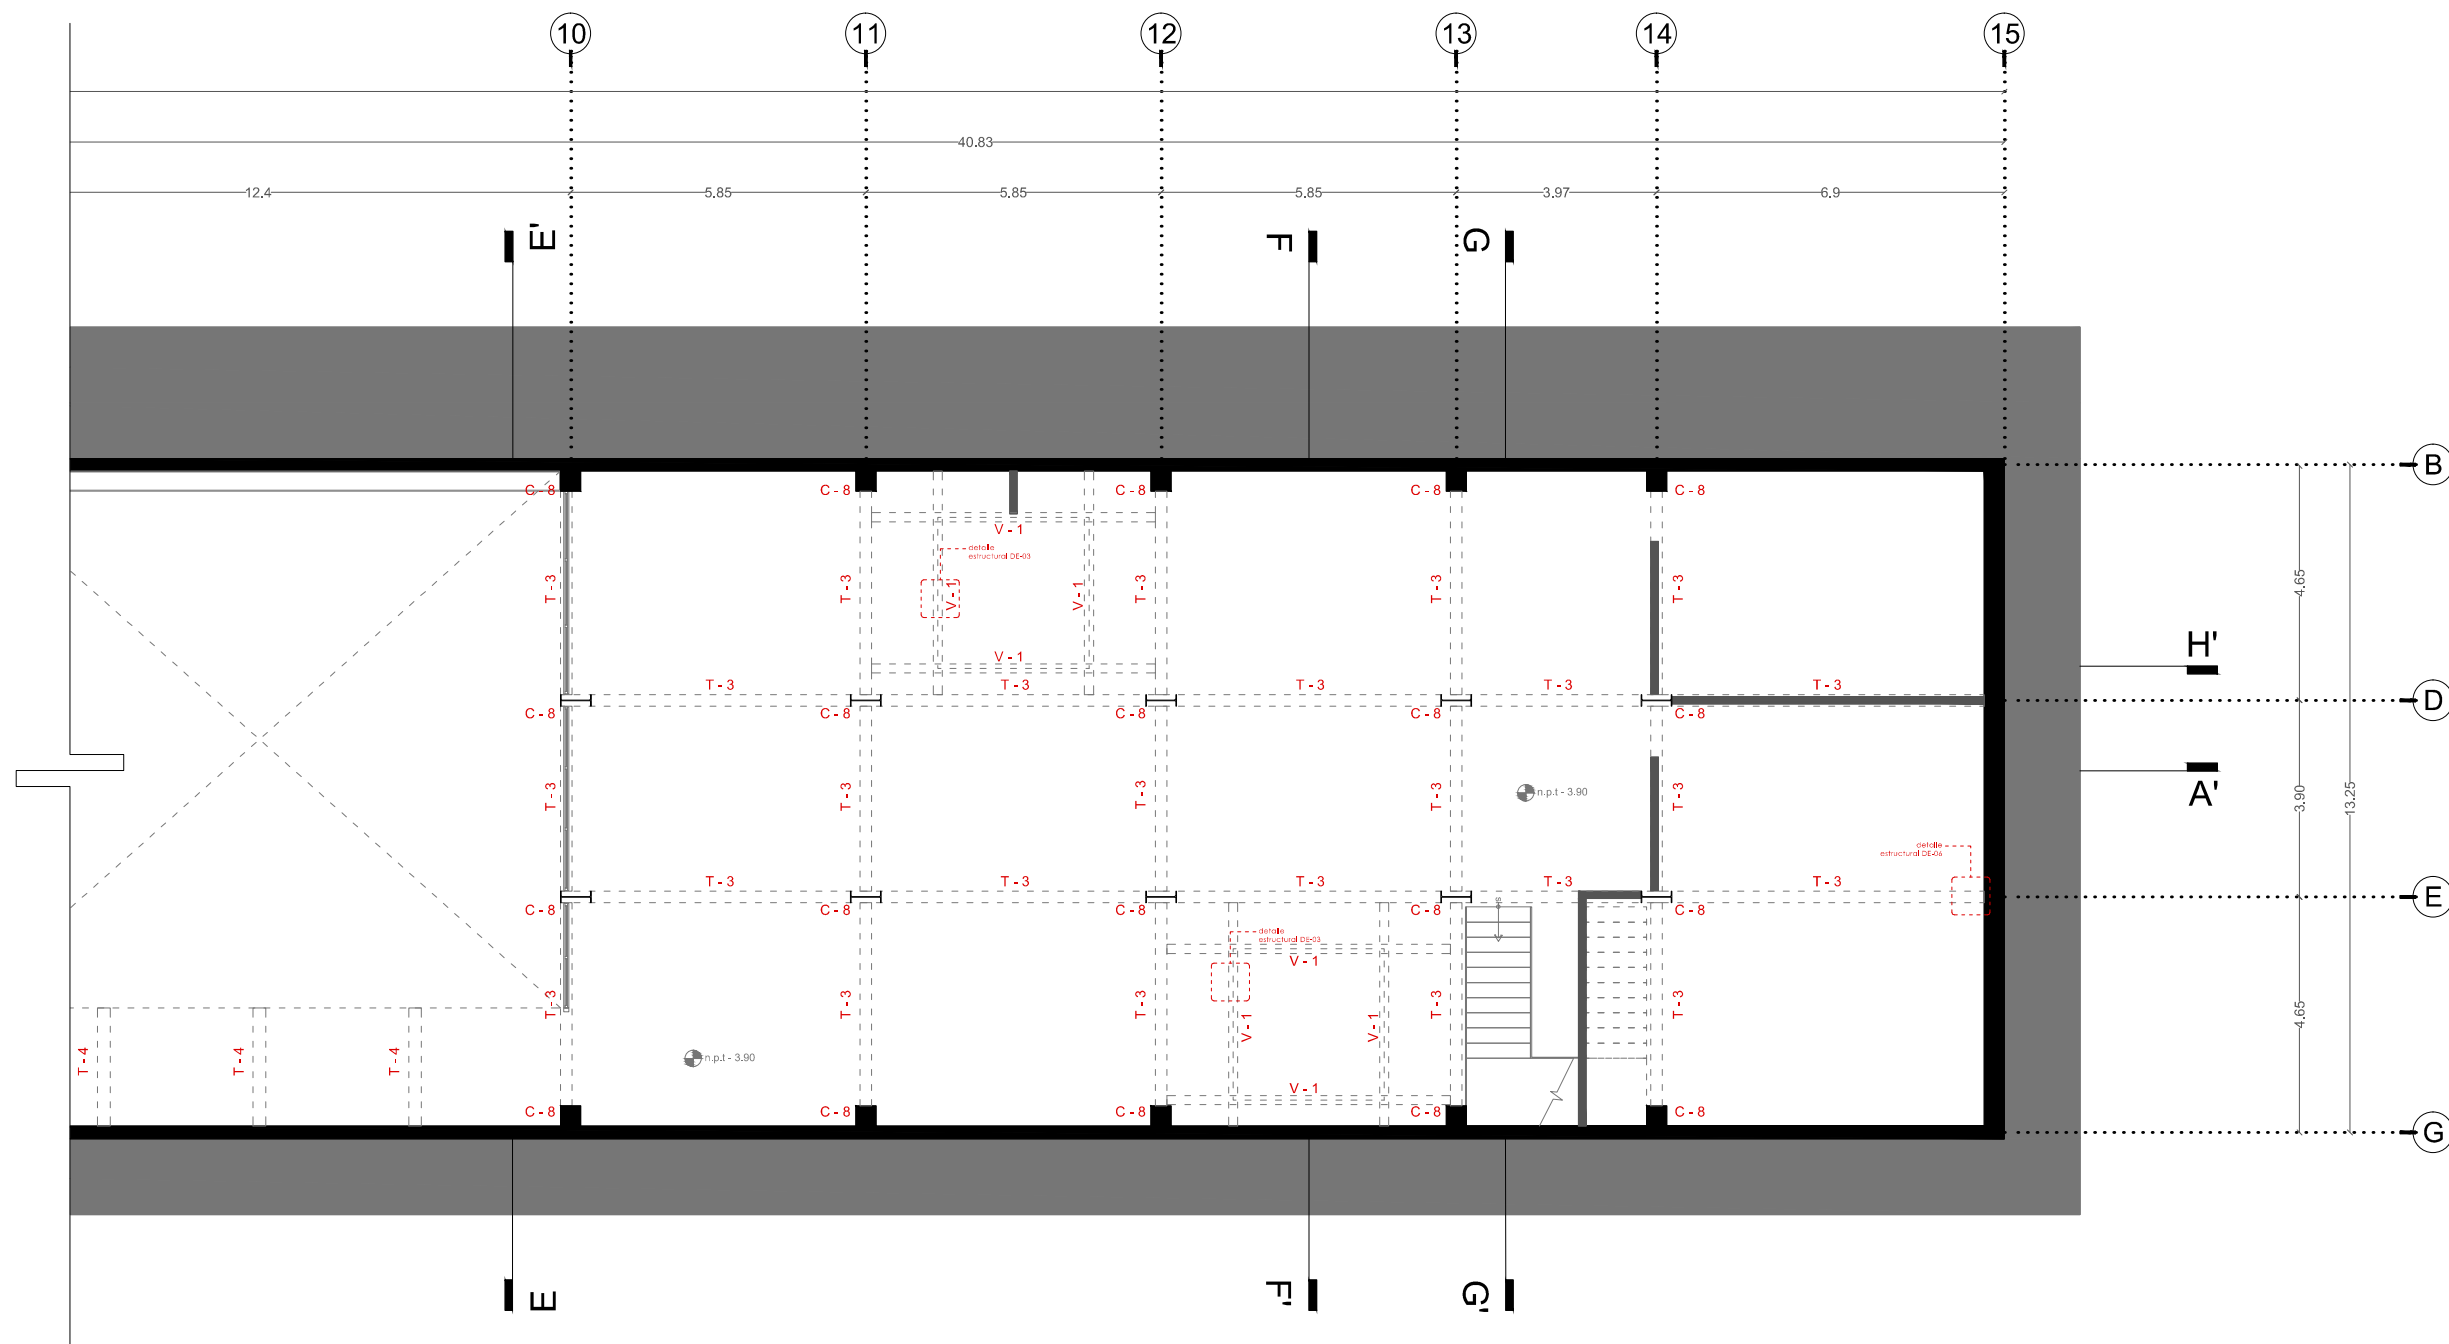 10 11 12 13 14 15
40.83
12.4 5.85 5.85 5.85 3.97 6.9
E' F G
B
C - 8 C - 8 C - 8 C - 8 C - 8
V - 1
detalle
estructural DE-03
T - 3 T - 3 V - 1 V - 1 T - 3 T - 3 T - 3 4.65
H'
V - 1
T - 3 T - 3 T - 3 T - 3 T - 3
D
C - 8 C - 8 C - 8 C - 8 C - 8
A'
T - 3 T - 3 T - 3 T - 3 n.p.t - 3.90 T - 3 3.90 13.25
detalle
estructural DE-06
T - 3 T - 3 T - 3 T - 3 T - 3
E
C - 8 C - 8 C - 8 C - 8 C - 8
detalle
estructural DE-03
V - 1
T - 3 T - 3 T - 3 V - 1 V - 1 T - 3 T - 3 4.65
T - 4 T - 4 T - 4 n.p.t - 3.90
V - 1
C - 8 C - 8 C - 8 C - 8 C - 8
G
E F' G'